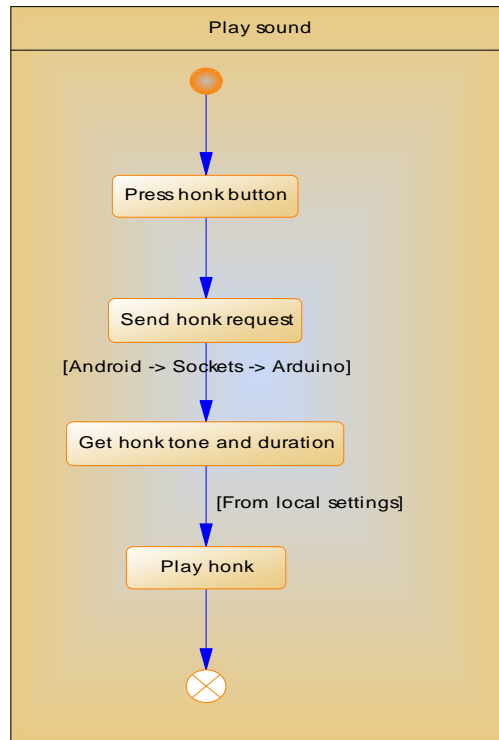 Play sound
Press honk button
Send honk request
[Android -> Sockets -> Arduino]
Get honk tone and duration
[From local settings]
Play honk